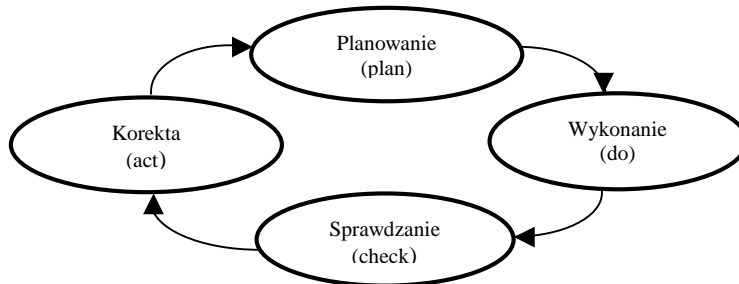 Planowanie
(plan)
Wykonanie
(do)
Sprawdzanie
(check)
Korekta
(act)